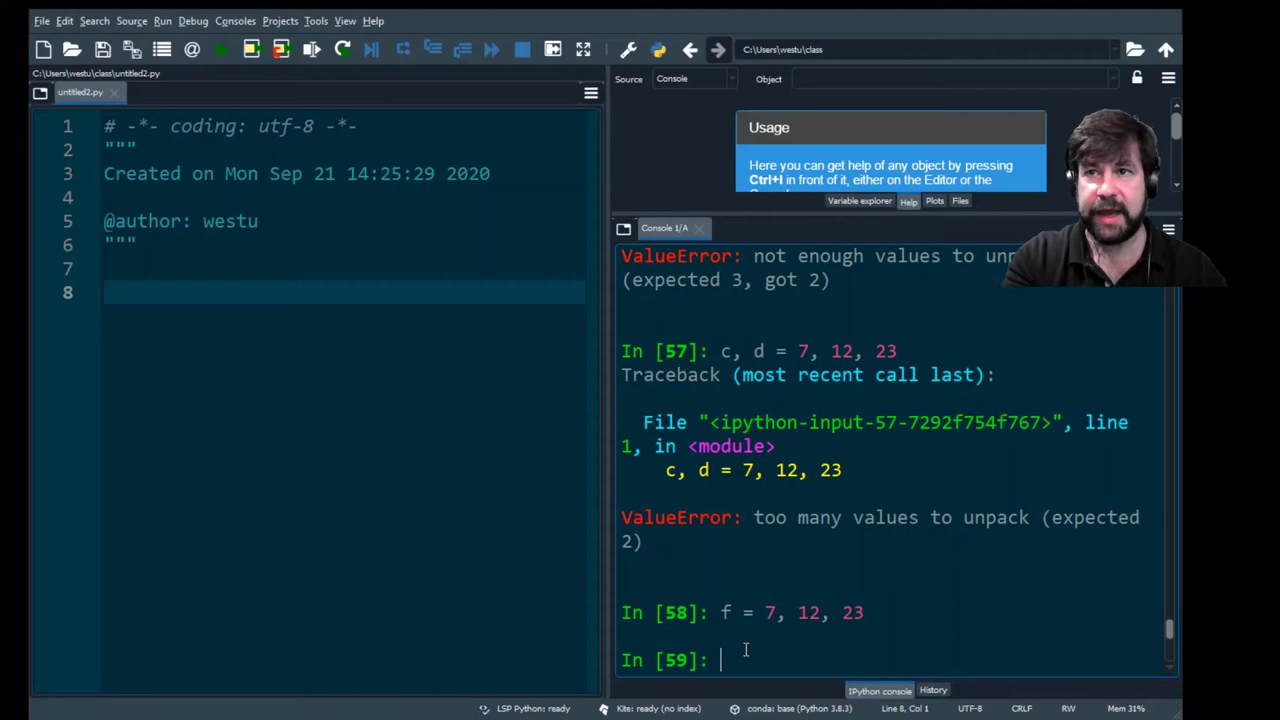 File Edit Search Source Run Debug Consoles Projects Tools View Help
C:\Users\westu\class
C:\Users\westu\class\untitled2.py
untitled2.py
1 # -*- coding: utf-8 -*-
2 """
3 Created on Mon Sep 21 14:25:29 2020
4
5 @author: westu
6 """
7
8
Source Console Object
Usage
Here you can get help of any object by pressing
Ctrl+I in front of it, either on the Editor or the
Variable explorer Help Plots Files
Console 1/A
ValueError: not enough values to
(expected 3, got 2)
In [57]: c, d = 7, 12, 23
Traceback (most recent call last):
File "<ipython-input-57-7292f754f767>", line
1, in <module>
c, d = 7, 12, 23
ValueError: too many values to unpack (expected
2)
In [58]: f = 7, 12, 23
In [59]:
IPython console History
LSP Python: ready Kite: ready (no index) conda: base (Python 3.8.3) Line 8, Col 1 UTF-8 CRLF RW Mem 31%